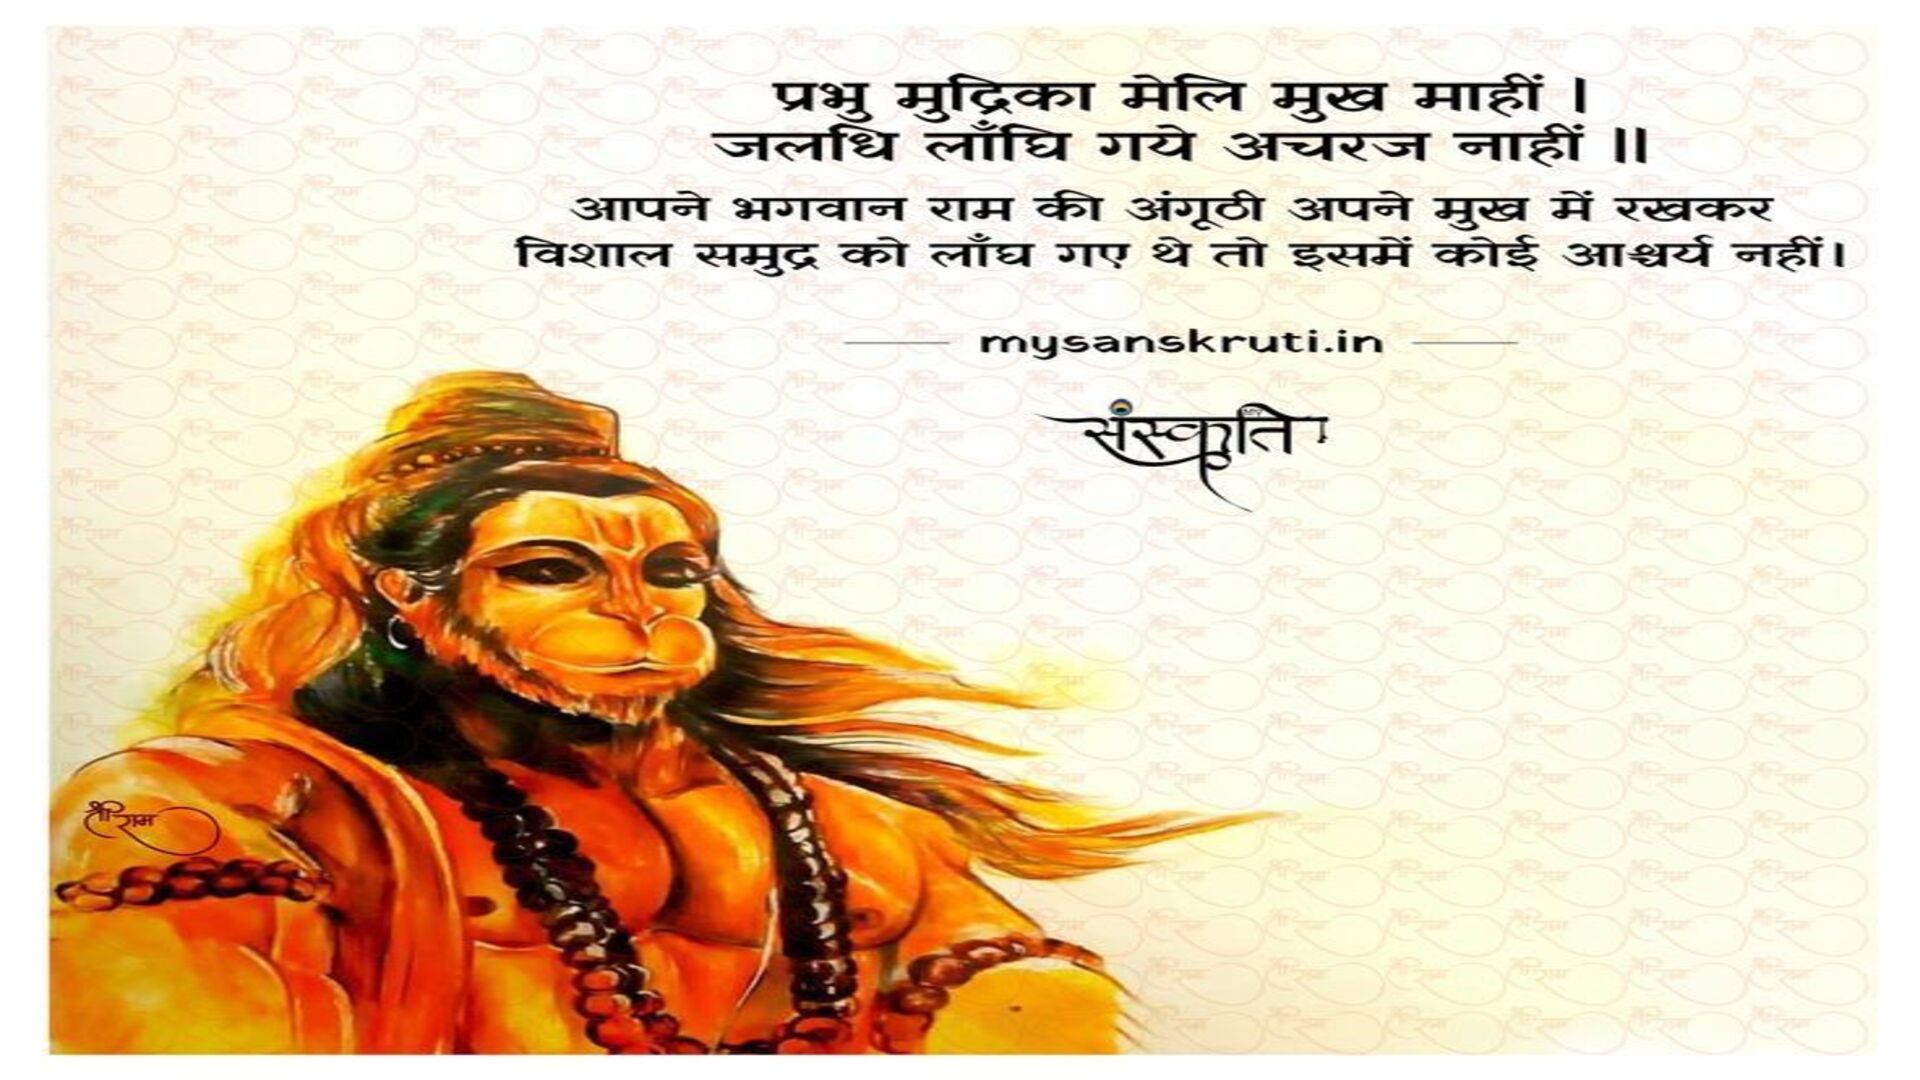 प्रभु मुद्रिका मेलि मुख माहीं |
जलधि लाँघि गये अचरज नाहीं ||
आपने भगवान राम की अंगूठी अपने मुख में रखकर
विशाल समुद्र को लाँघ गए थे तो इसमें कोई आश्चर्य नहीं।
mysanskruti.in
संस्कृति
श्री राम